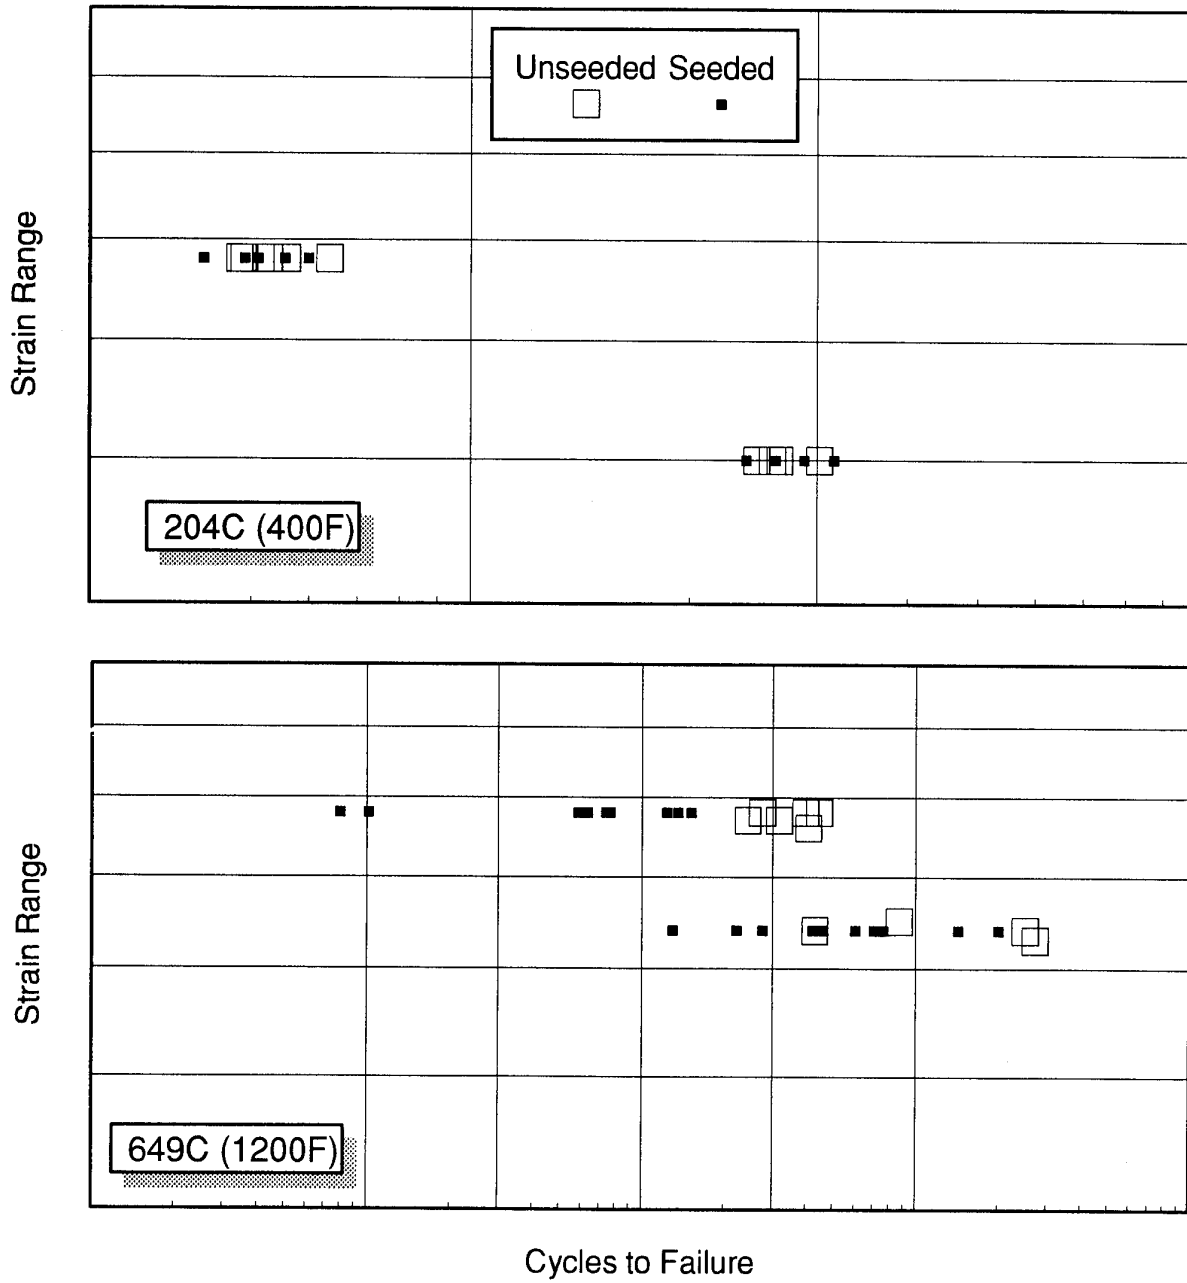 Unseeded Seeded
Strain Range
204C (400F)
Strain Range
649C (1200F)
Cycles to Failure